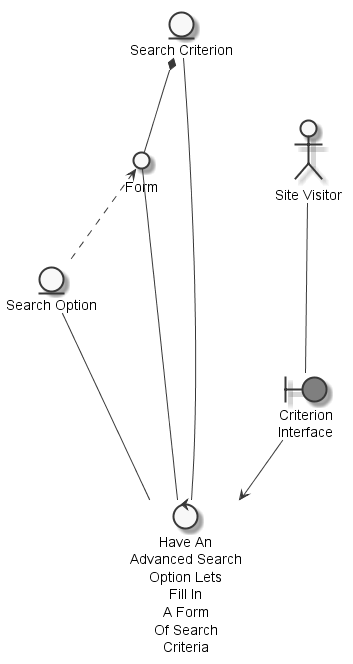 Search Criterion
Form
Site Visitor
Search Option
Criterion
Interface
Have An
Advanced Search
Option Lets
Fill In
A Form
Of Search
Criteria